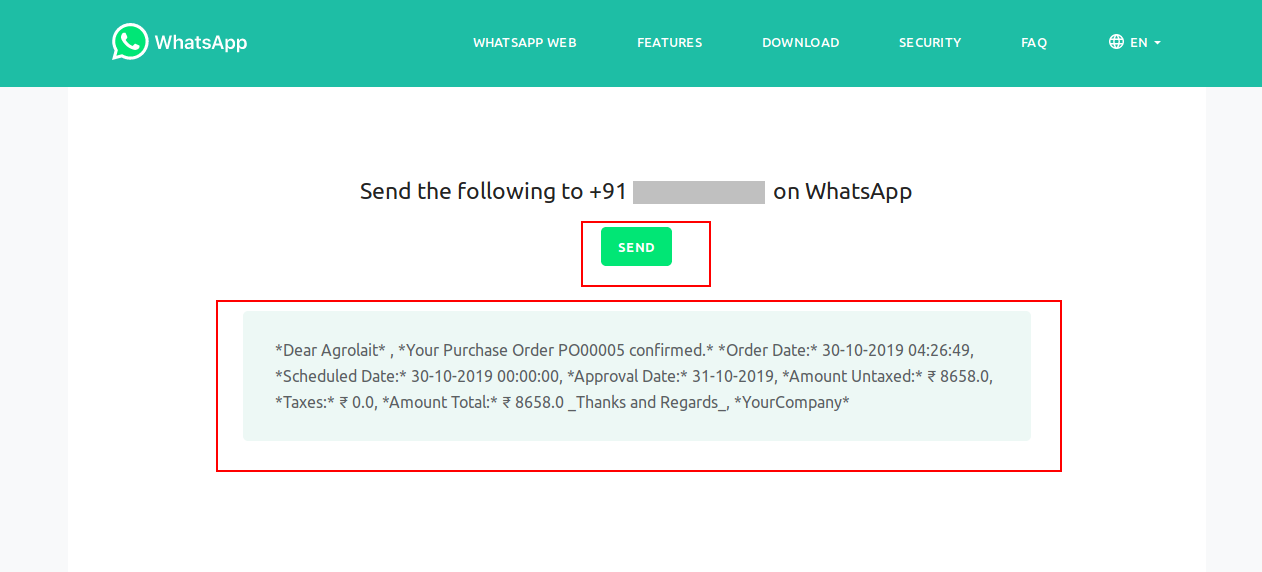 WhatsApp
WHATSAPP WEB
FEATURES
DOWNLOAD
SECURITY
FAQ
EN
Send the following to +91 on WhatsApp
SEND
*Dear Agrolait* , *Your Purchase Order PO00005 confirmed.* *Order Date:* 30-10-2019 04:26:49,
*Scheduled Date:* 30-10-2019 00:00:00, *Approval Date:* 31-10-2019, *Amount Untaxed:* ₹ 8658.0,
*Taxes:* ₹ 0.0, *Amount Total:* ₹ 8658.0 _Thanks and Regards_, *YourCompany*